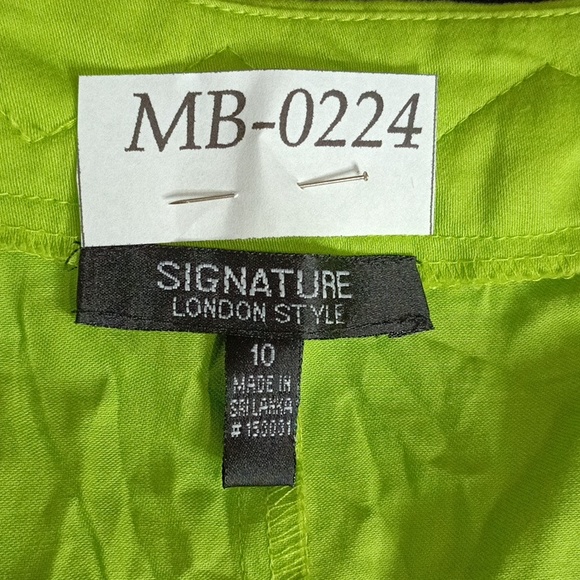 MB-0224
SIGNATURE
LONDON STYLE
10
MADE IN
SRI LANKA